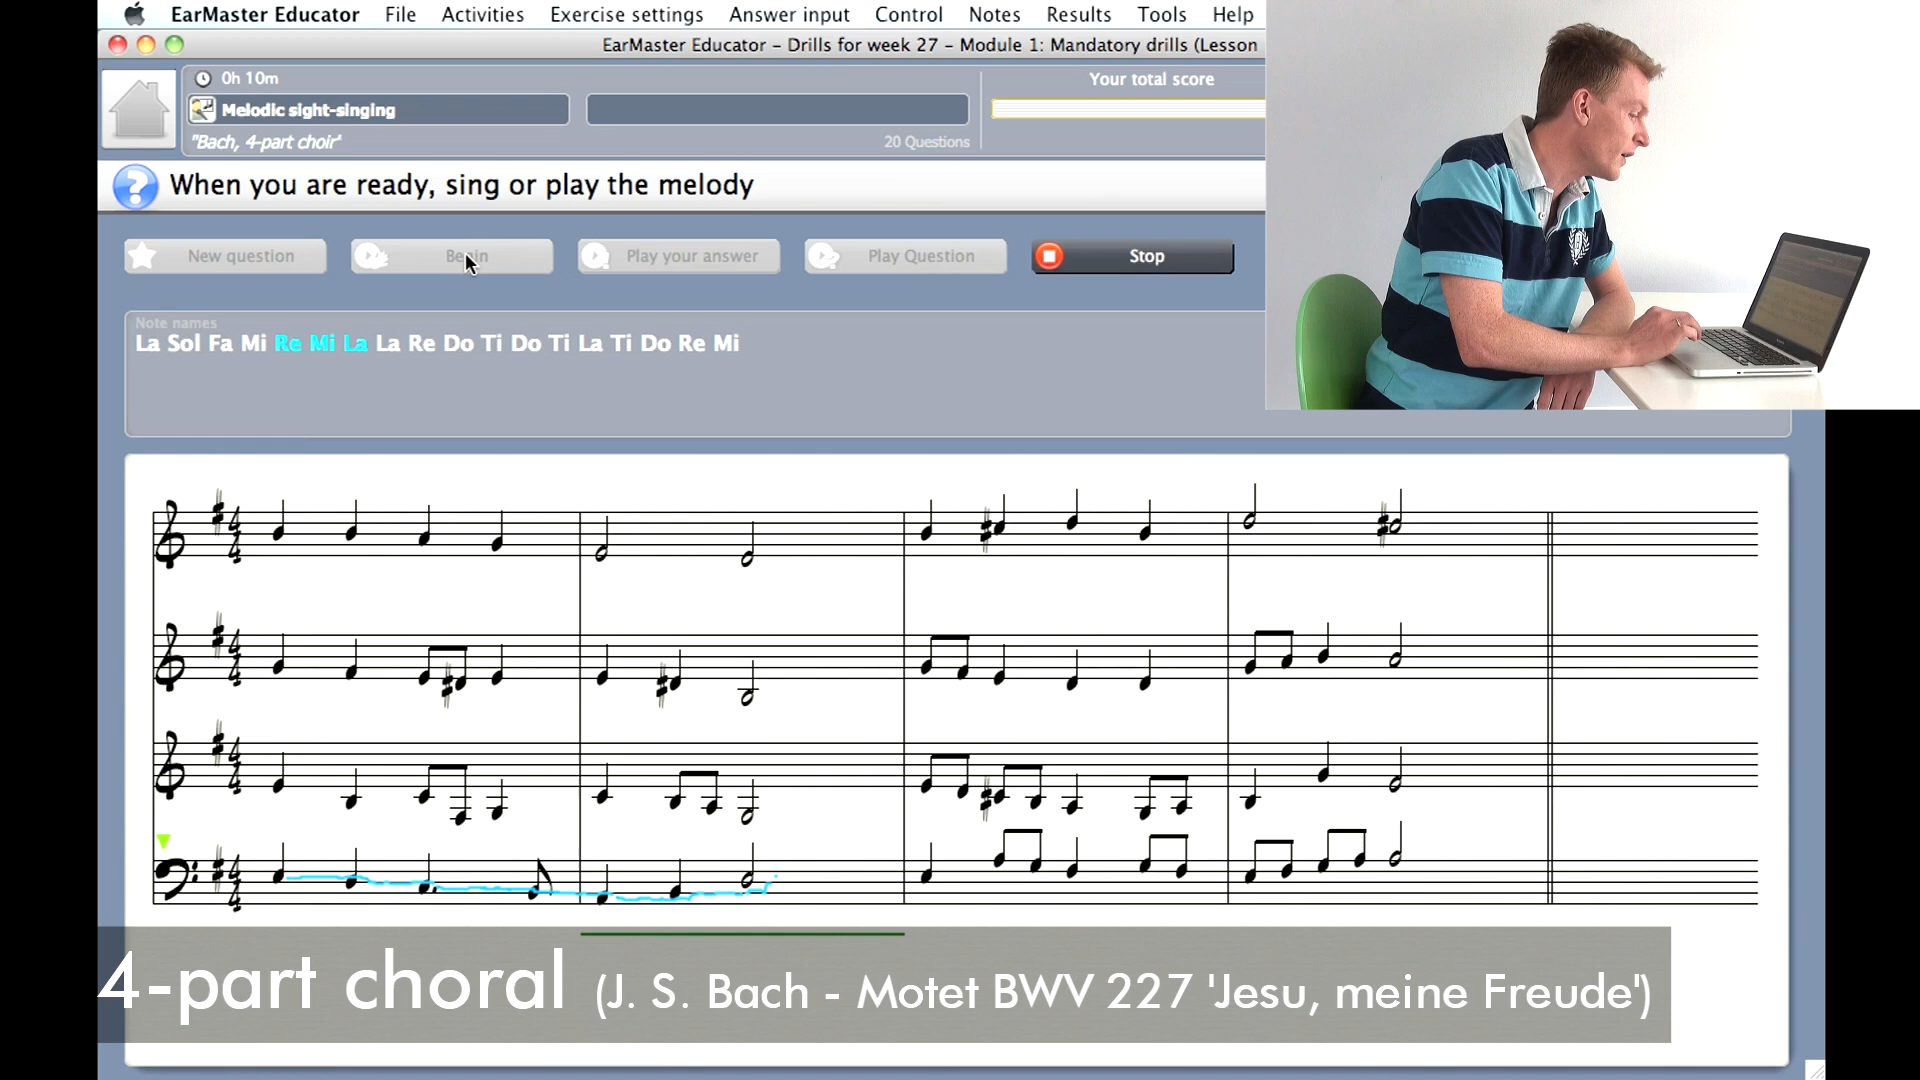 EarMaster Educator File Activities Exercise settings Answer input Control Notes Results Tools Help
EarMaster Educator – Drills for week 27 – Module 1: Mandatory drills (Lesson
0h 10m
Your total score
Melodic sight-singing
"Bach, 4-part choir"
20 Questions
When you are ready, sing or play the melody
New question Begin Play your answer Play Question Stop
Note names
La Sol Fa Mi Re Mi La La Re Do Ti Do Ti La Ti Do Re Mi
4-part choral (J. S. Bach - Motet BWV 227 'Jesu, meine Freude')